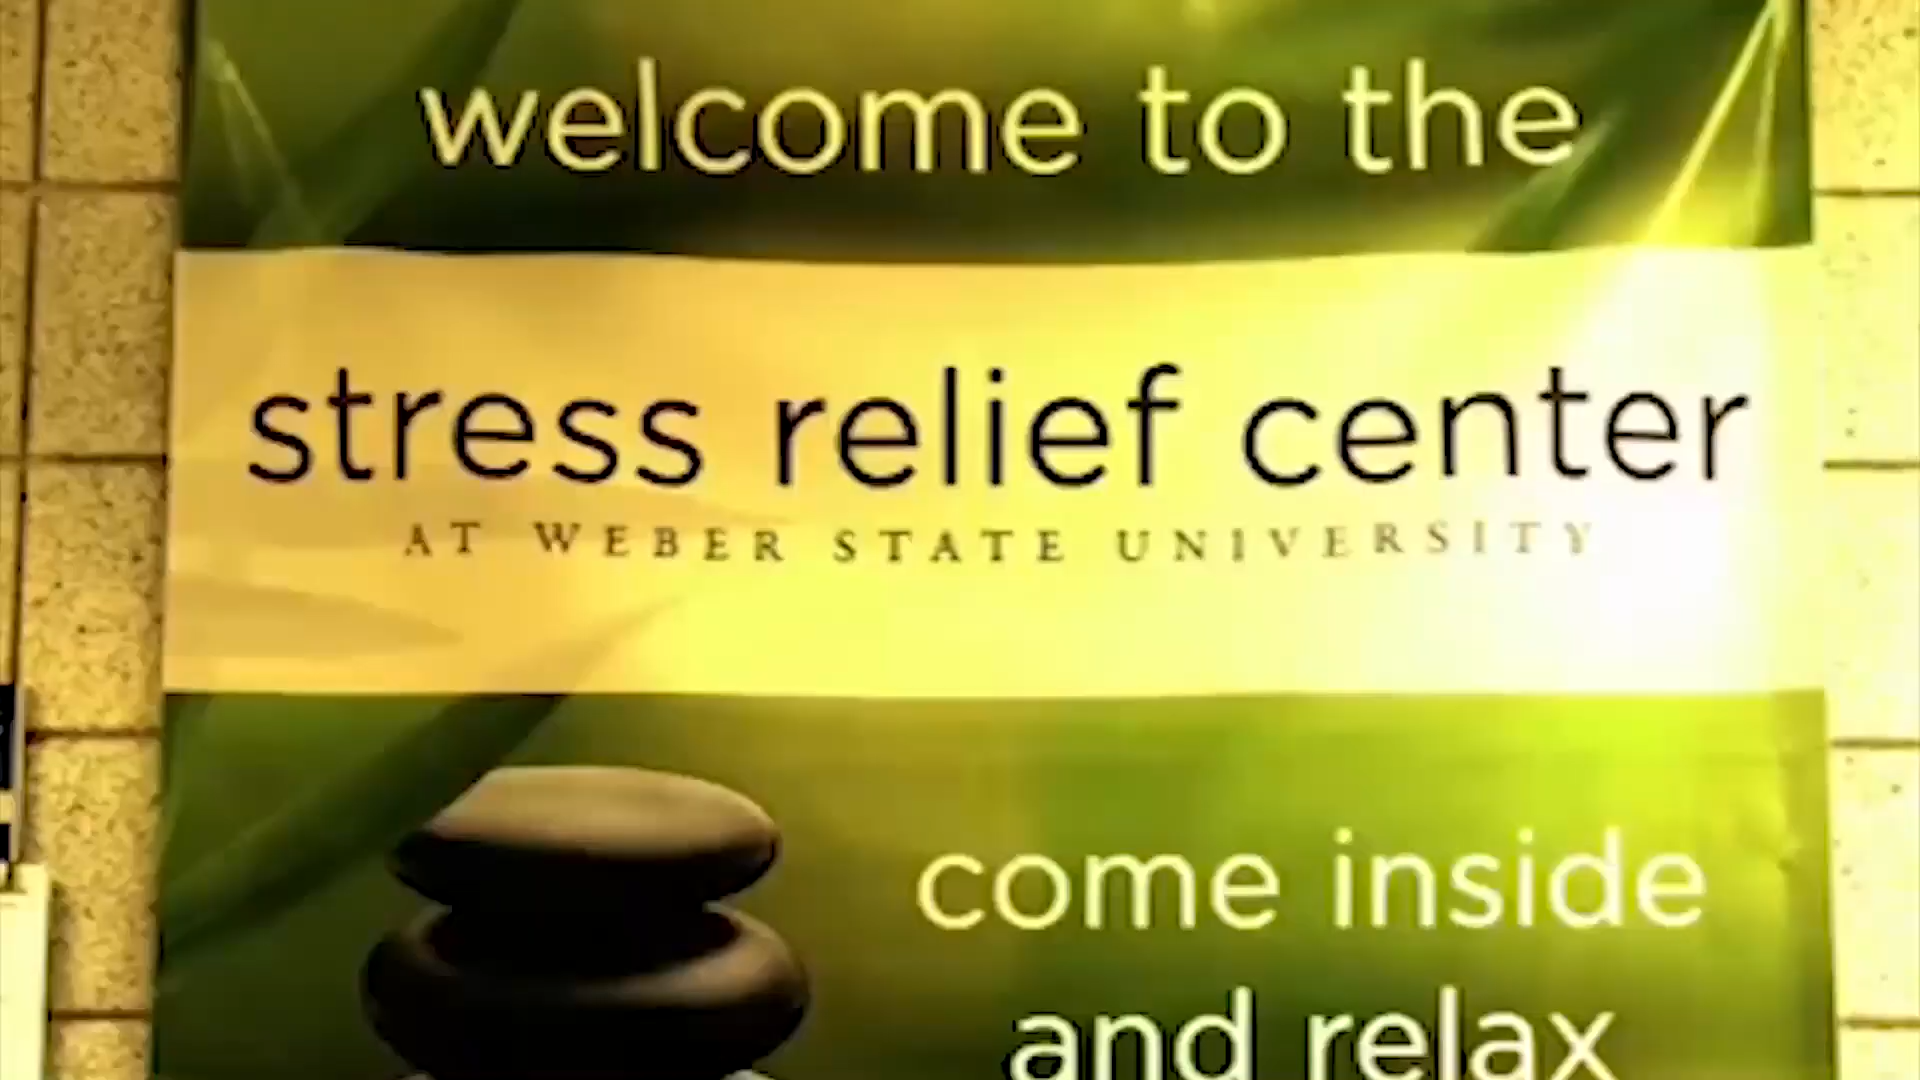 welcome to the
stress relief center
AT WEBER STATE UNIVERSITY
come inside
and relax